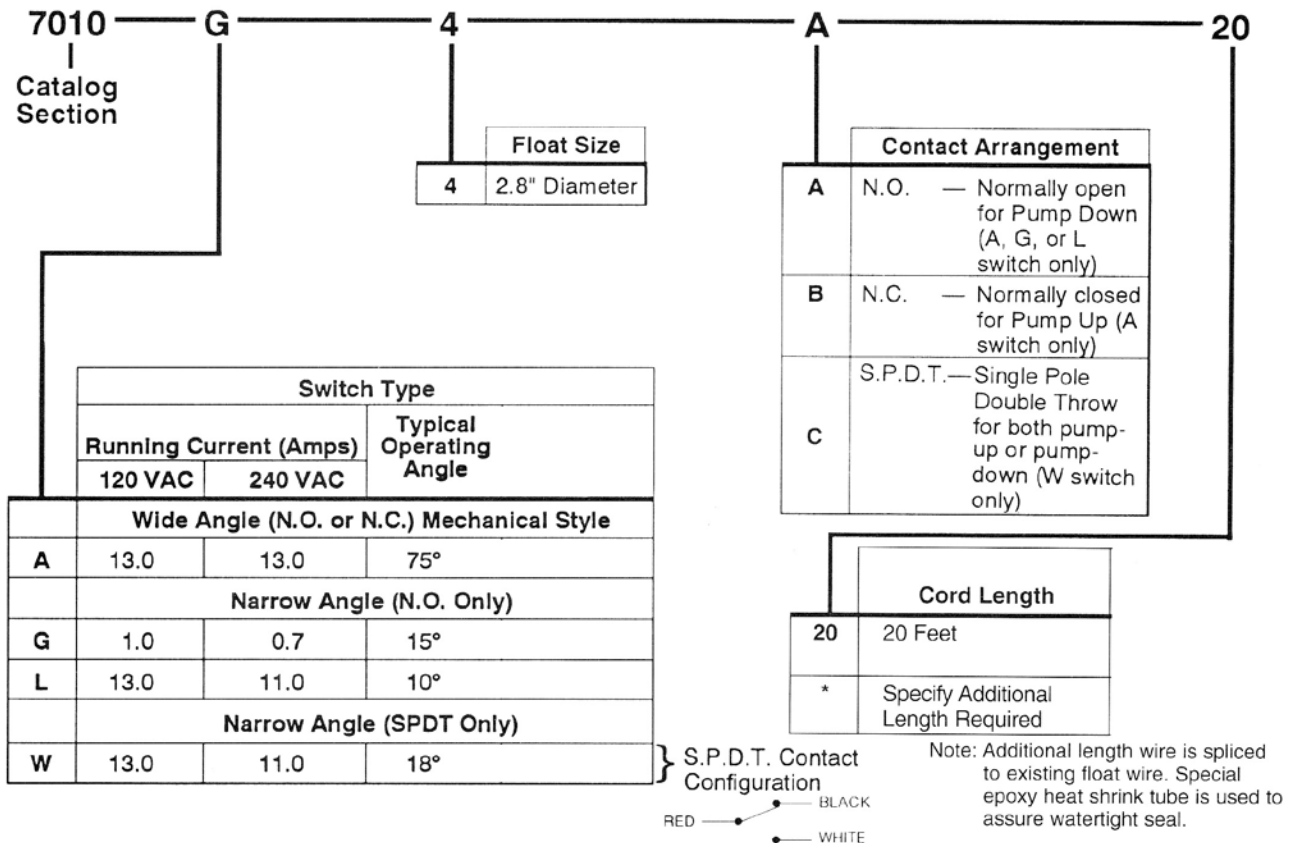 7010 G 4 A 20
Catalog
Section
Float Size
4 2.8" Diameter
Contact Arrangement
A N.O. — Normally open
for Pump Down
(A, G, or L
switch only)
B N.C. — Normally closed
for Pump Up (A
switch only)
C S.P.D.T.—Single Pole
Double Throw
for both pump-
up or pump-
down (W switch
only)
Switch Type
Running Current (Amps) Typical
Operating
Angle
120 VAC 240 VAC
Wide Angle (N.O. or N.C.) Mechanical Style
A 13.0 13.0 75°
Narrow Angle (N.O. Only)
G 1.0 0.7 15°
L 13.0 11.0 10°
Narrow Angle (SPDT Only)
W 13.0 11.0 18°
S.P.D.T. Contact
Configuration
RED
BLACK
WHITE
Cord Length
20 20 Feet
* Specify Additional
Length Required
Note: Additional length wire is spliced
to existing float wire. Special
epoxy heat shrink tube is used to
assure watertight seal.